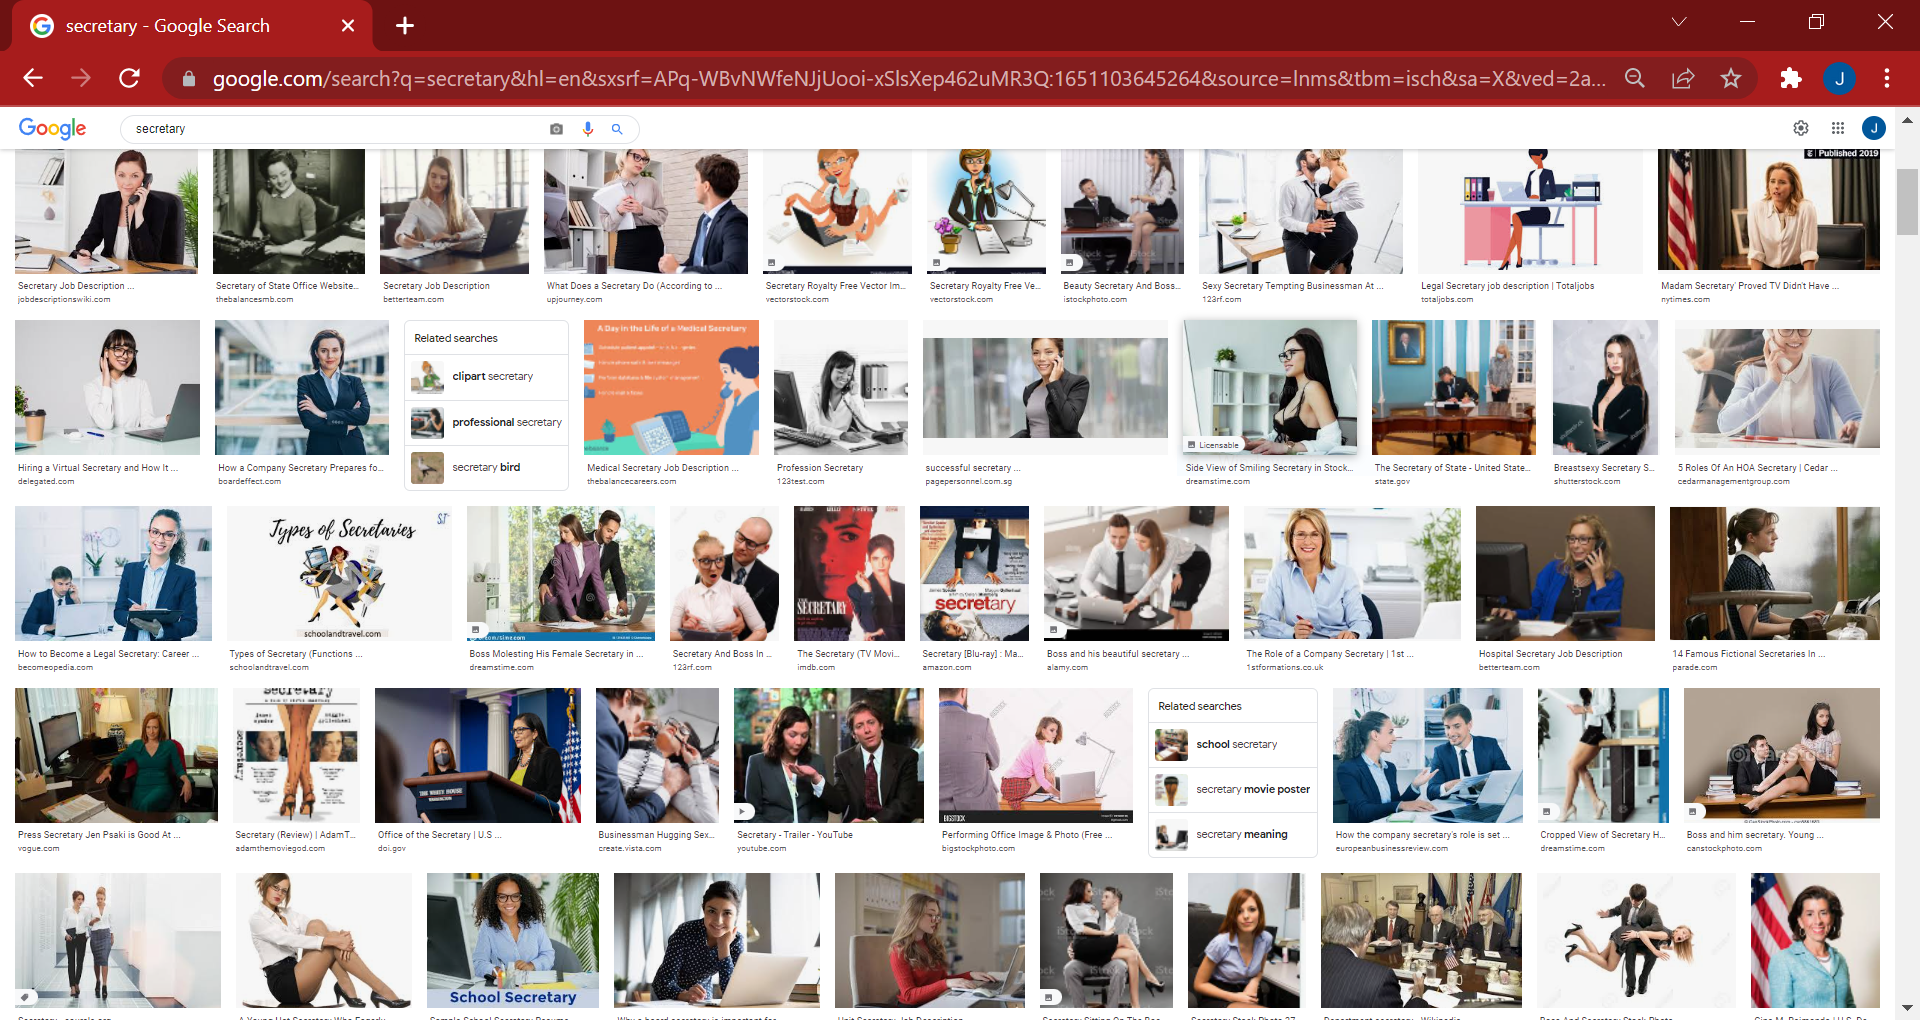 secretary - Google Search
google.com/search?q=secretary&hl=en&sxsrf=APq-WBvNWfeNJjUooi-xSlsXep462uMR3Q:1651103645264&source=lnms&tbm=isch&sa=X&ved=2a...
J
Google
secretary
J
Published 2019
Secretary Job Description ...
jobdescriptionswiki.com
Secretary of State Office Website...
thebalancesmb.com
Secretary Job Description
betterteam.com
What Does a Secretary Do (According to ...
upjourney.com
Secretary Royalty Free Vector Im...
vectorstock.com
Secretary Royalty Free Ve...
vectorstock.com
Beauty Secretary And Boss...
istockphoto.com
Sexy Secretary Tempting Businessman At ...
123rf.com
Legal Secretary job description | Totaljobs
totaljobs.com
Madam Secretary' Proved TV Didn't Have ...
nytimes.com
Related searches
clipart secretary
professional secretary
secretary bird
A Day in the Life of a Medical Secretary
Licensable
Hiring a Virtual Secretary and How It ...
delegated.com
How a Company Secretary Prepares fo...
boardeffect.com
Medical Secretary Job Description ...
thebalancecareers.com
Profession Secretary
123test.com
successful secretary ...
pagepersonnel.com.sg
Side View of Smiling Secretary in Stock...
dreamstime.com
The Secretary of State - United State...
state.gov
Breastsexy Secretary S...
shutterstock.com
5 Roles Of An HOA Secretary | Cedar ...
cedarmanagementgroup.com
Types of Secretaries
ST
schoolandtravel.com
SECRETARY
secretary
How to Become a Legal Secretary: Career ...
becomeopedia.com
Types of Secretary (Functions ...
schoolandtravel.com
Boss Molesting His Female Secretary in ...
dreamstime.com
Secretary And Boss In ...
123rf.com
The Secretary (TV Movi...
imdb.com
Secretary [Blu-ray] : Ma...
amazon.com
Boss and his beautiful secretary ...
alamy.com
The Role of a Company Secretary | 1st ...
1stformations.co.uk
Hospital Secretary Job Description
betterteam.com
14 Famous Fictional Secretaries In ...
parade.com
secretary
THE WHITE HOUSE
WASHINGTON
BIGSTOCK
CanStockPhoto
Related searches
school secretary
secretary movie poster
secretary meaning
Press Secretary Jen Psaki is Good At ...
vogue.com
Secretary (Review) | AdamT...
adamthemoviegod.com
Office of the Secretary | U.S ...
doi.gov
Businessman Hugging Sex...
create.vista.com
Secretary - Trailer - YouTube
youtube.com
Performing Office Image & Photo (Free ...
bigstockphoto.com
How the company secretary's role is set ...
europeanbusinessreview.com
Cropped View of Secretary H...
dreamstime.com
Boss and him secretary. Young ...
canstockphoto.com
School Secretary
iStock